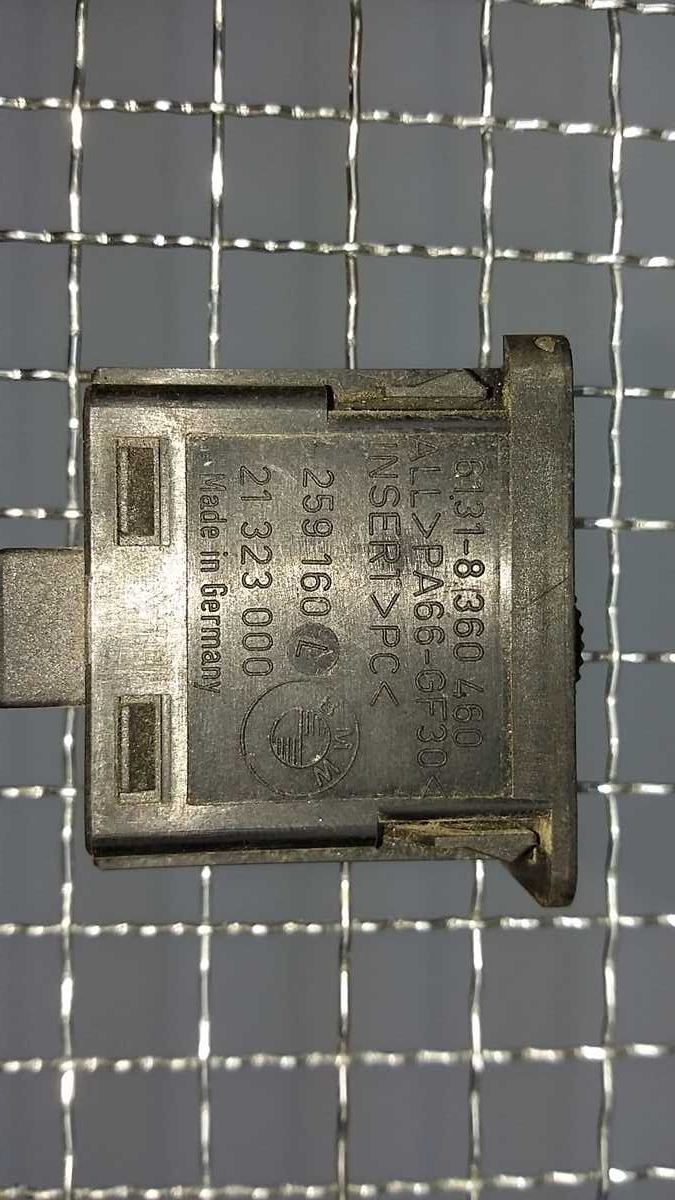 61.31-8 360 460
ALL>PA66-GF30<
INSERT>PC<
259 160
21 323 000
Made in Germany
BMW